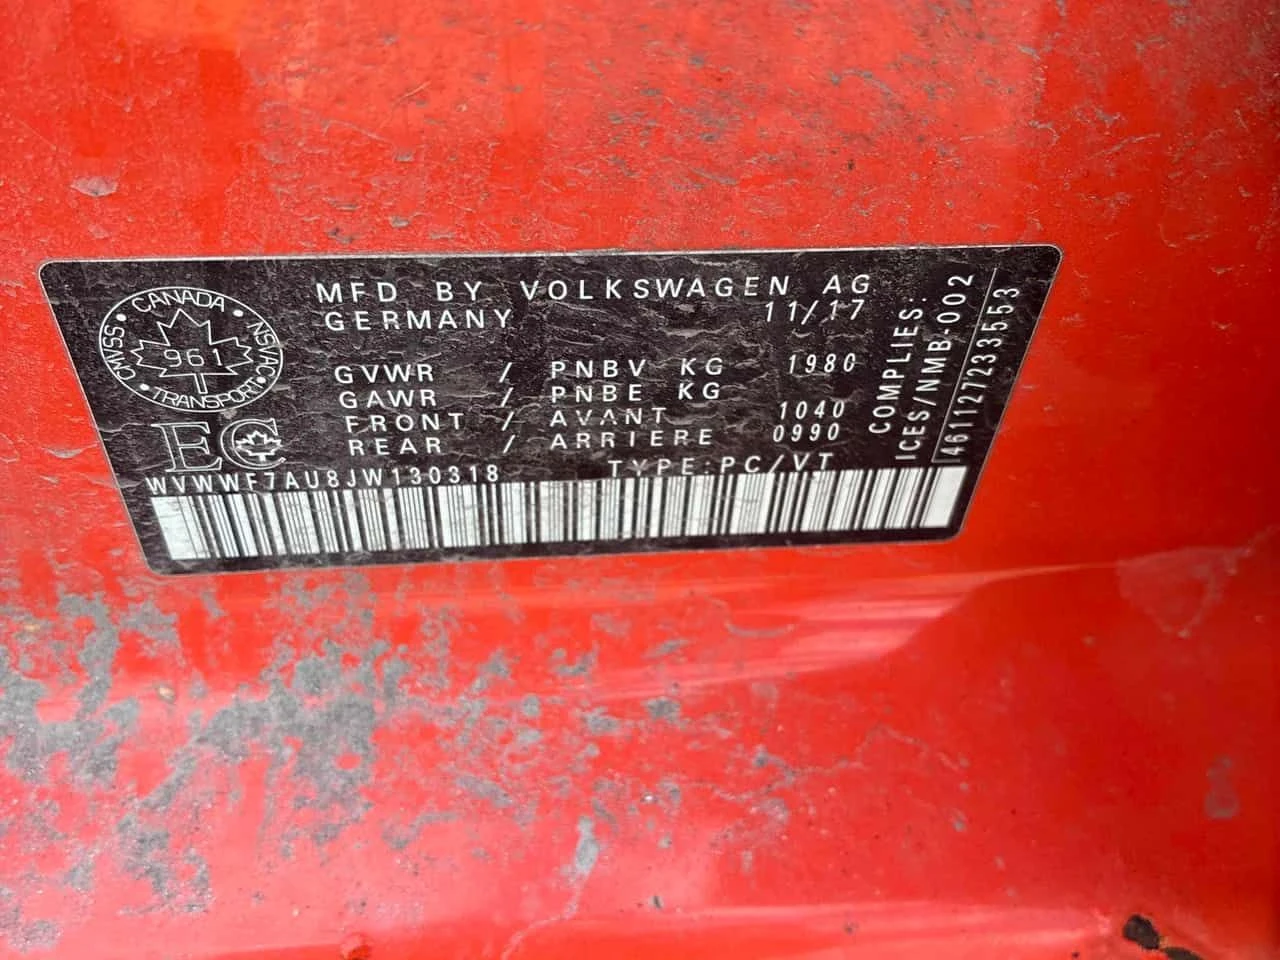 CANADA
CMVSS · NSVAC
961
TRANSPORT
EC
MFD BY VOLKSWAGEN AG
GERMANY 11/17
GVWR / PNBV KG 1980
GAWR / PNBE KG
FRONT / AVANT 1040
REAR / ARRIERE 0990
WVWWF7AU8JW130318 TYPE:PC/VT
COMPLIES:
ICES/NMB-002
461127233553